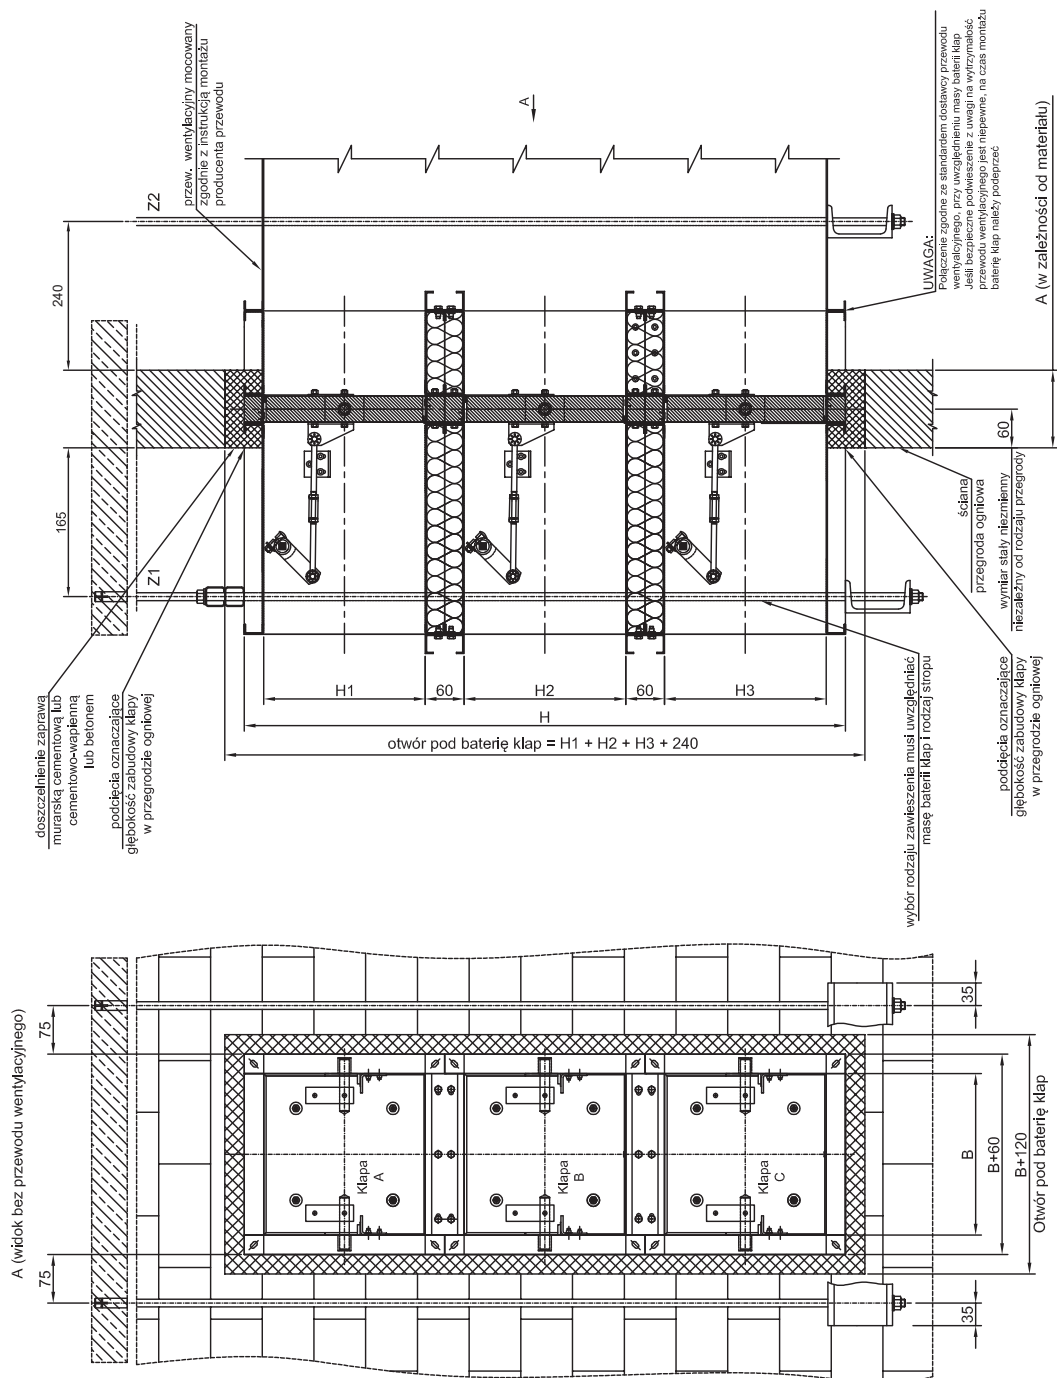 przew. wentylacyjny mocowany
zgodnie z instrukcją montażu
producenta przewodu
Z2
A
240
UWAGA:
Połączenie zgodne ze standardem dostawcy przewodu
wentyalcyjnego, przy uwzględnieniu masy baterii klap
Jeśli bezpieczne podwieszenie z uwagi na wytrzymałość
przewodu wentylacyjnego jest niepewne, na czas montażu
baterię klap należy podeprzeć
A (w zależności od materiału)
60
165
Z1
ściana
przegroda ogniowa
wymiar stały niezmienny
niezależny od rodzaju przegrody
doszczelnienie zaprawą
murarską cementową lub
cementowo-wapienną
lub betonem
podcięcia oznaczające
głębokość zabudowy klapy
w przegrodzie ogniowej
H1
60
H2
60
H3
H
otwór pod baterię klap = H1 + H2 + H3 + 240
wybór rodzaju zawieszenia musi uwzględniać
masę baterii klap i rodzaj stropu
podcięcia oznaczające
głębokość zabudowy klapy
w przegrodzie ogniowej
A (widok bez przewodu wentylacyjnego)
75
75
Klapa
A
Klapa
B
Klapa
C
35
35
B
B+60
B+120
Otwór pod baterię klap